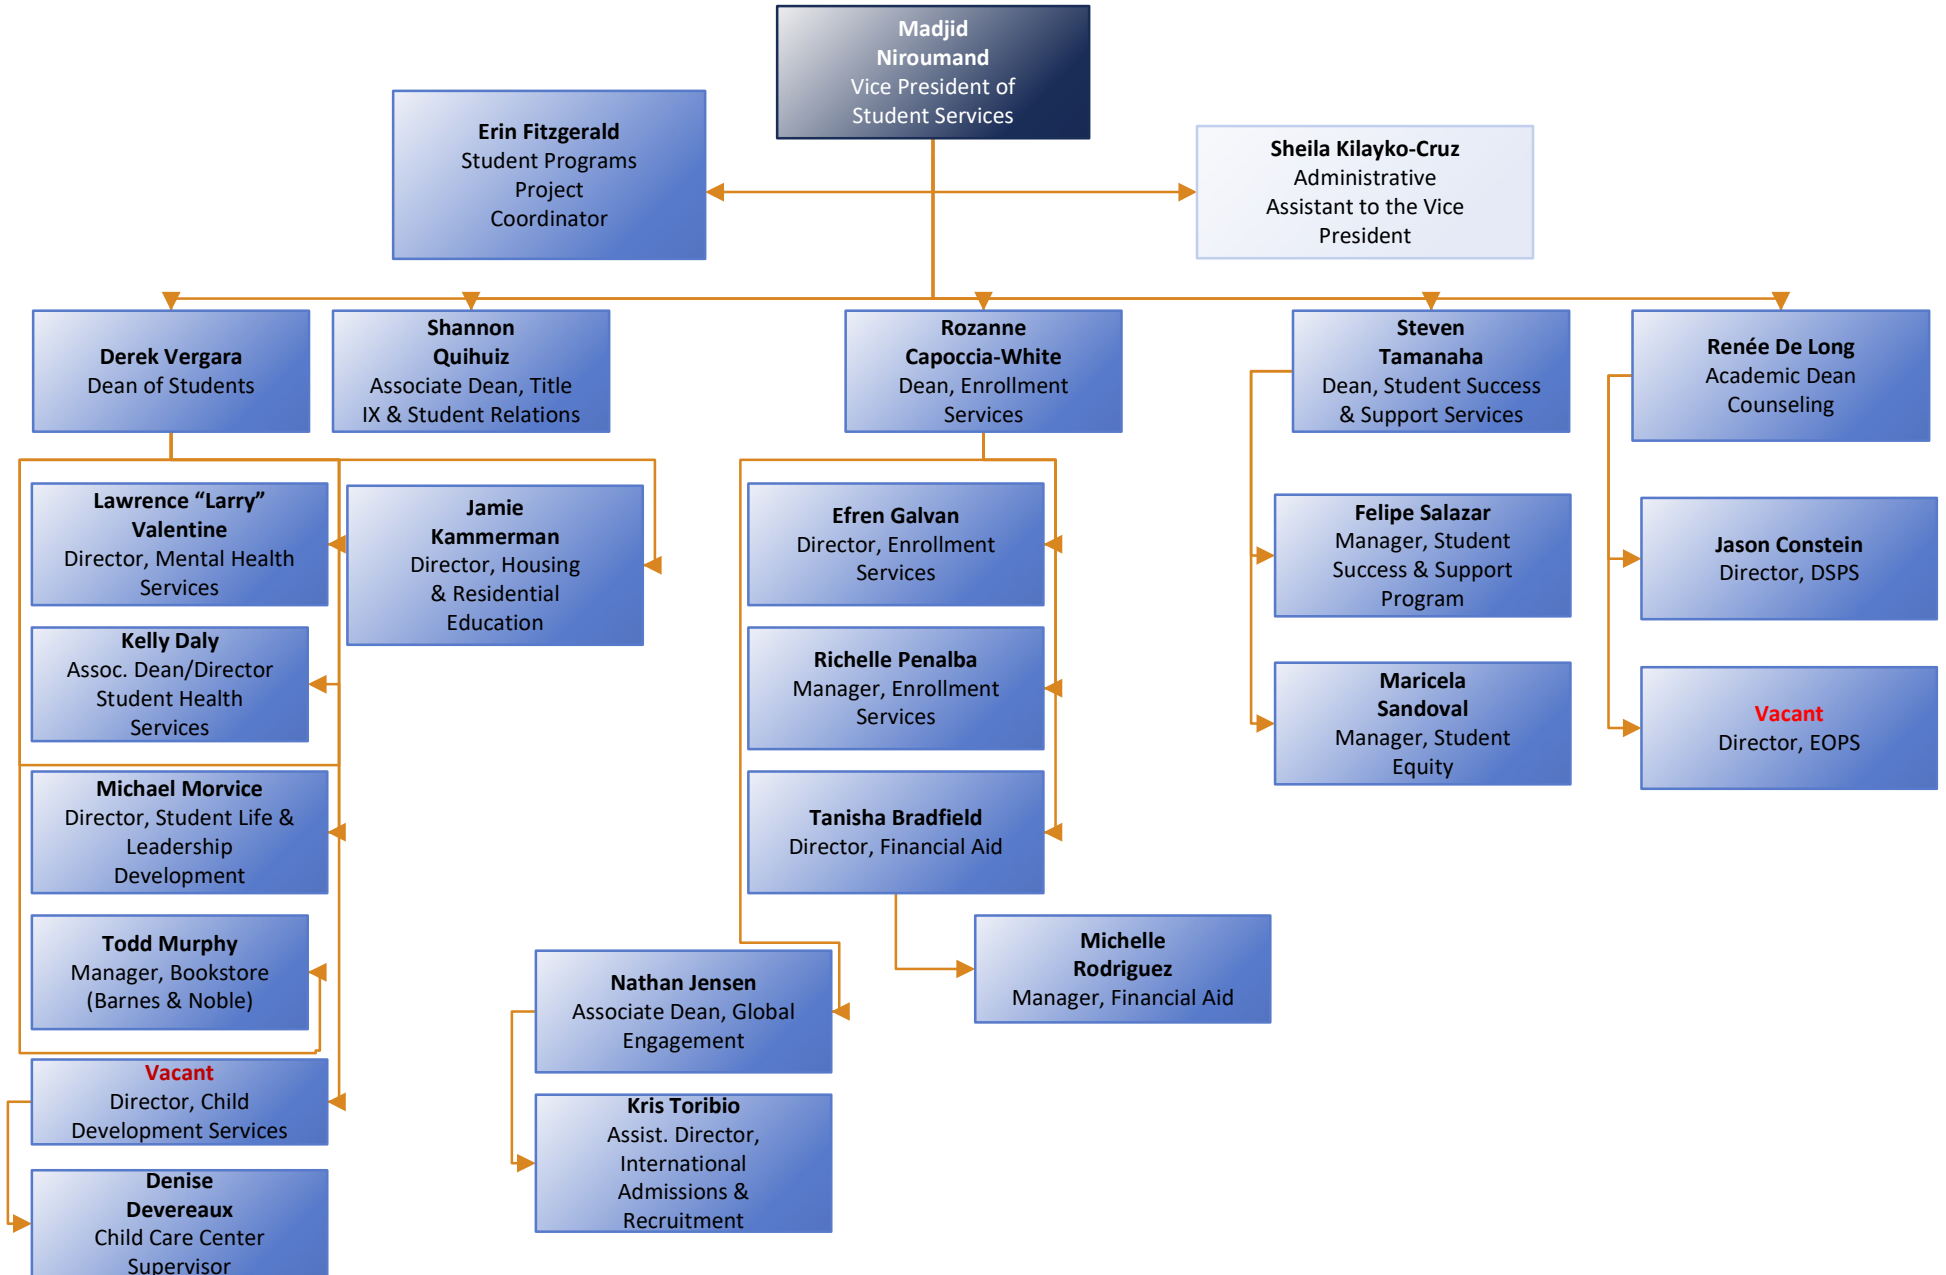 Madjid
Niroumand
Vice President of
Student Services
Erin Fitzgerald
Student Programs
Project
Coordinator
Sheila Kilayko-Cruz
Administrative
Assistant to the Vice
President
Derek Vergara
Dean of Students
Shannon
Quihuiz
Associate Dean, Title
IX & Student Relations
Rozanne
Capoccia-White
Dean, Enrollment
Services
Steven
Tamanaha
Dean, Student Success
& Support Services
Renée De Long
Academic Dean
Counseling
Lawrence “Larry”
Valentine
Director, Mental Health
Services
Jamie
Kammerman
Director, Housing
& Residential
Education
Efren Galvan
Director, Enrollment
Services
Felipe Salazar
Manager, Student
Success & Support
Program
Jason Constein
Director, DSPS
Kelly Daly
Assoc. Dean/Director
Student Health
Services
Richelle Penalba
Manager, Enrollment
Services
Maricela
Sandoval
Manager, Student
Equity
Vacant
Director, EOPS
Michael Morvice
Director, Student Life &
Leadership
Development
Tanisha Bradfield
Director, Financial Aid
Todd Murphy
Manager, Bookstore
(Barnes & Noble)
Nathan Jensen
Associate Dean, Global
Engagement
Michelle
Rodriguez
Manager, Financial Aid
Vacant
Director, Child
Development Services
Kris Toribio
Assist. Director,
International
Admissions &
Recruitment
Denise
Devereaux
Child Care Center
Supervisor